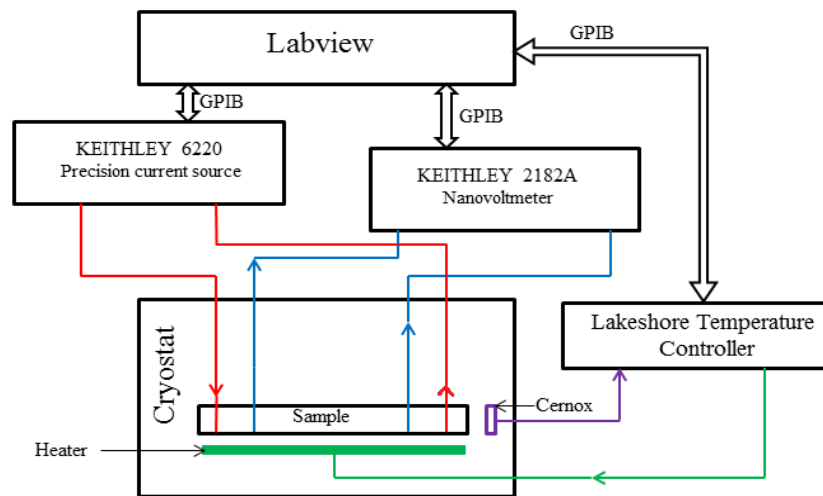 Labview
GPIB
GPIB
GPIB
KEITHLEY 6220
Precision current source
KEITHLEY 2182A
Nanovoltmeter
Lakeshore Temperature
Controller
Cryostat
Sample
Cernox
Heater